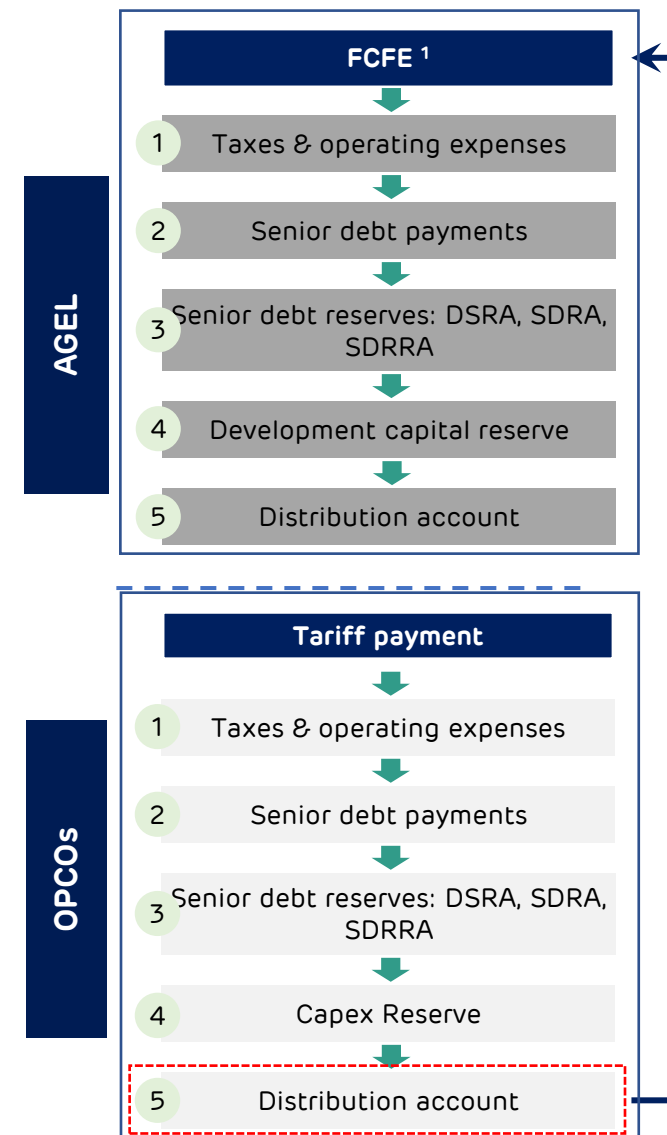 FCFE 1
1 Taxes & operating expenses
2 Senior debt payments
3 Senior debt reserves: DSRA, SDRA,
SDRRA
4 Development capital reserve
5 Distribution account
AGEL
Tariff payment
1 Taxes & operating expenses
2 Senior debt payments
3 Senior debt reserves: DSRA, SDRA,
SDRRA
4 Capex Reserve
5 Distribution account
OPCOs